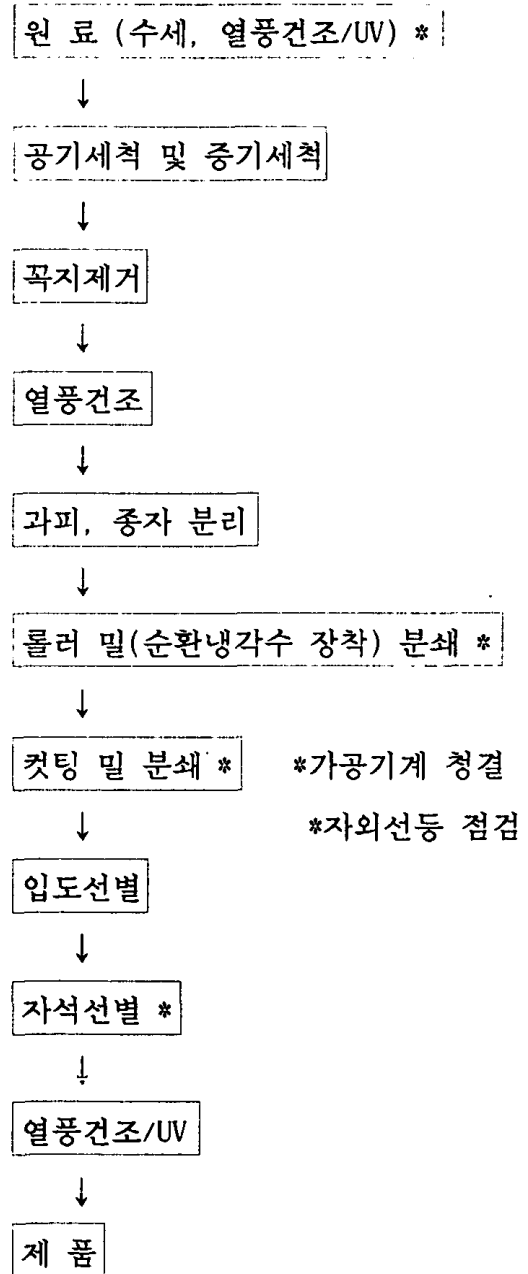 원 료 (수세, 열풍건조/UV) *
↓
공기세척 및 증기세척
↓
꼭지제거
↓
열풍건조
↓
과피, 종자 분리
↓
롤러 밀(순환냉각수 장착) 분쇄 *
↓
컷팅 밀 분쇄 * *가공기계 청결
↓ *자외선등 점검
입도선별
↓
자석선별 *
↓
열풍건조/UV
↓
제 품